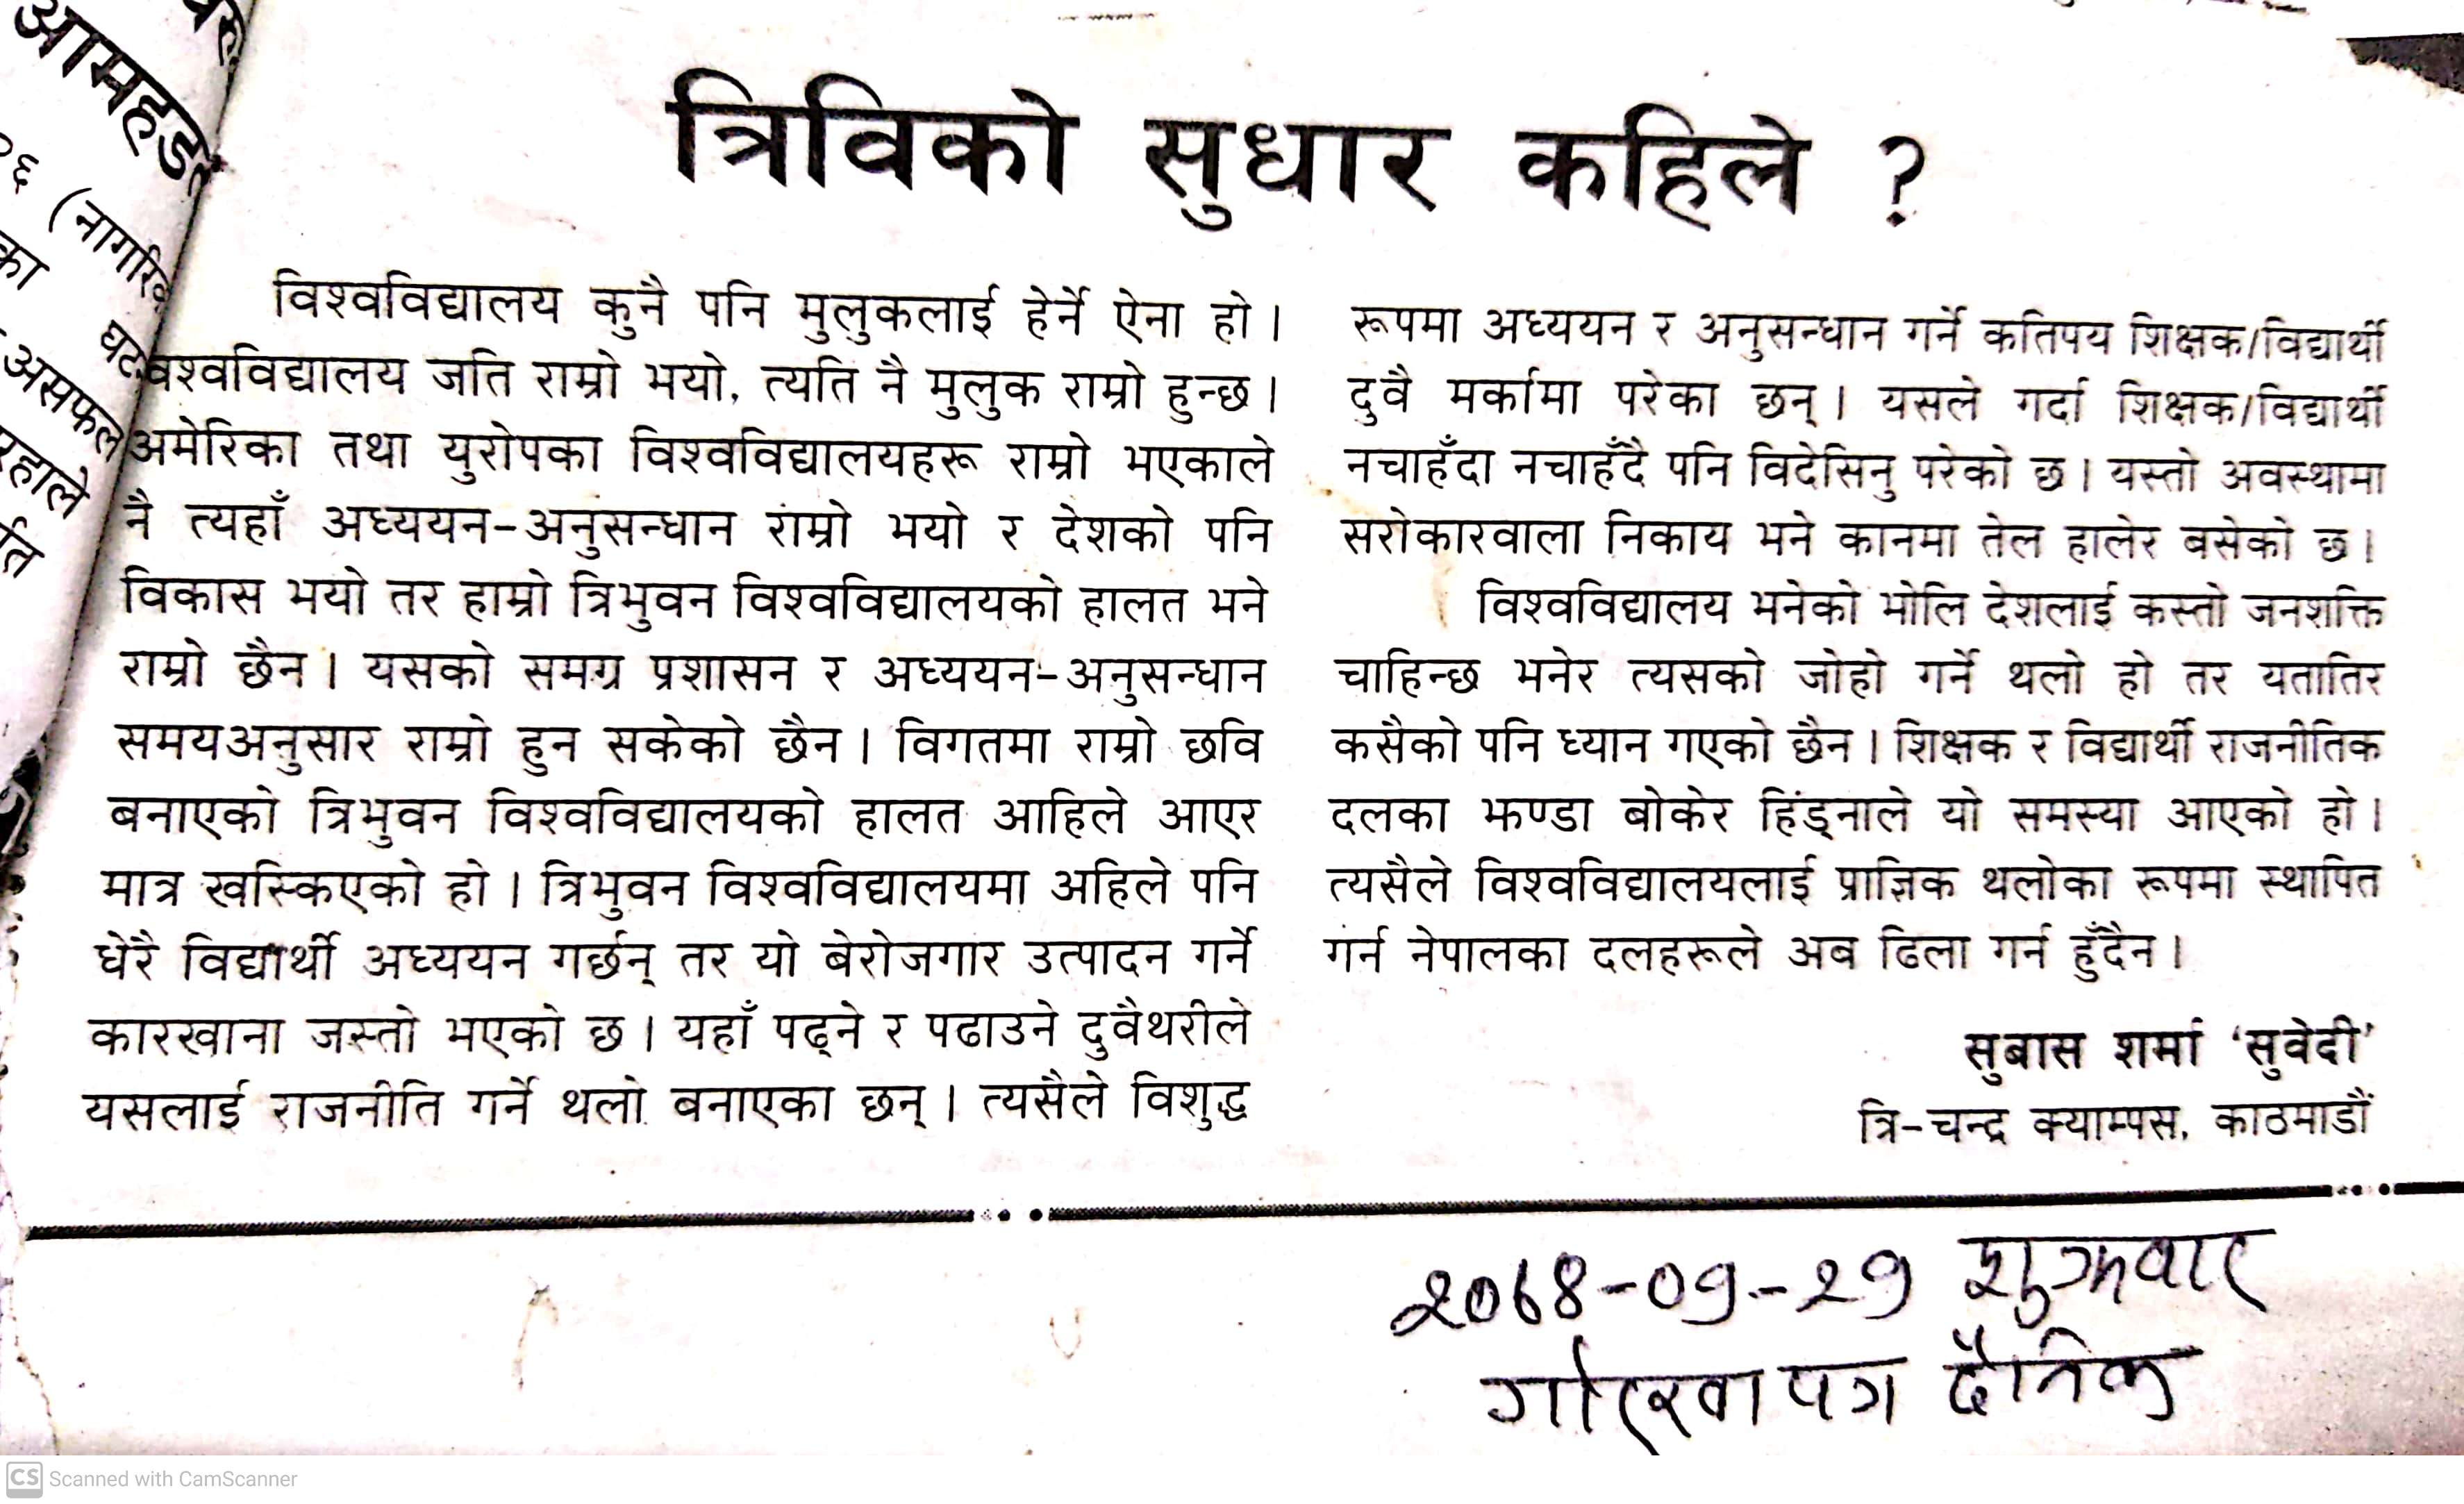 आमहड
(नागरिक
का
असफल
त्रिविको सुधार कहिले ?
विश्वविद्यालय कुनै पनि मुलुकलाई हेर्ने ऐना हो ।
विश्वविद्यालय जति राम्रो भयो, त्यति नै मुलुक राम्रो हुन्छ ।
अमेरिका तथा युरोपका विश्वविद्यालयहरू राम्रो भएकाले
नै त्यहाँ अध्ययन-अनुसन्धान राम्रो भयो र देशको पनि
विकास भयो तर हाम्रो त्रिभुवन विश्वविद्यालयको हालत भने
राम्रो छैन । यसको समग्र प्रशासन र अध्ययन-अनुसन्धान
समयअनुसार राम्रो हुन सकेको छैन । विगतमा राम्रो छवि
बनाएको त्रिभुवन विश्वविद्यालयको हालत आहिले आएर
मात्र खस्किएको हो । त्रिभुवन विश्वविद्यालयमा अहिले पनि
धेरै विद्यार्थी अध्ययन गर्छन् तर यो बेरोजगार उत्पादन गर्ने
कारखाना जस्तो भएको छ । यहाँ पढ्ने र पढाउने दुवैथरीले
यसलाई राजनीति गर्ने थलो बनाएका छन् । त्यसैले विशुद्ध
रूपमा अध्ययन र अनुसन्धान गर्ने कतिपय शिक्षक/विद्यार्थी
दुवै मर्कामा परेका छन् । यसले गर्दा शिक्षक/विद्यार्थी
नचाहँदा नचाहँदै पनि विदेसिनु परेको छ । यस्तो अवस्थामा
सरोकारवाला निकाय भने कानमा तेल हालेर बसेको छ ।
विश्वविद्यालय भनेको भोलि देशलाई कस्तो जनशक्ति
चाहिन्छ भनेर त्यसको जोहो गर्ने थलो हो तर यतातिर
कसैको पनि ध्यान गएको छैन । शिक्षक र विद्यार्थी राजनीतिक
दलका झण्डा बोकेर हिंड्नाले यो समस्या आएको हो ।
त्यसैले विश्वविद्यालयलाई प्राज्ञिक थलोका रूपमा स्थापित
गर्न नेपालका दलहरूले अब ढिला गर्न हुँदैन ।
सुबास शर्मा ‘सुवेदी’
त्रि-चन्द्र क्याम्पस, काठमाडौं
२०६८-०९-२९ शुक्रवार
गोरखापत्र दैनिक
CS Scanned with CamScanner